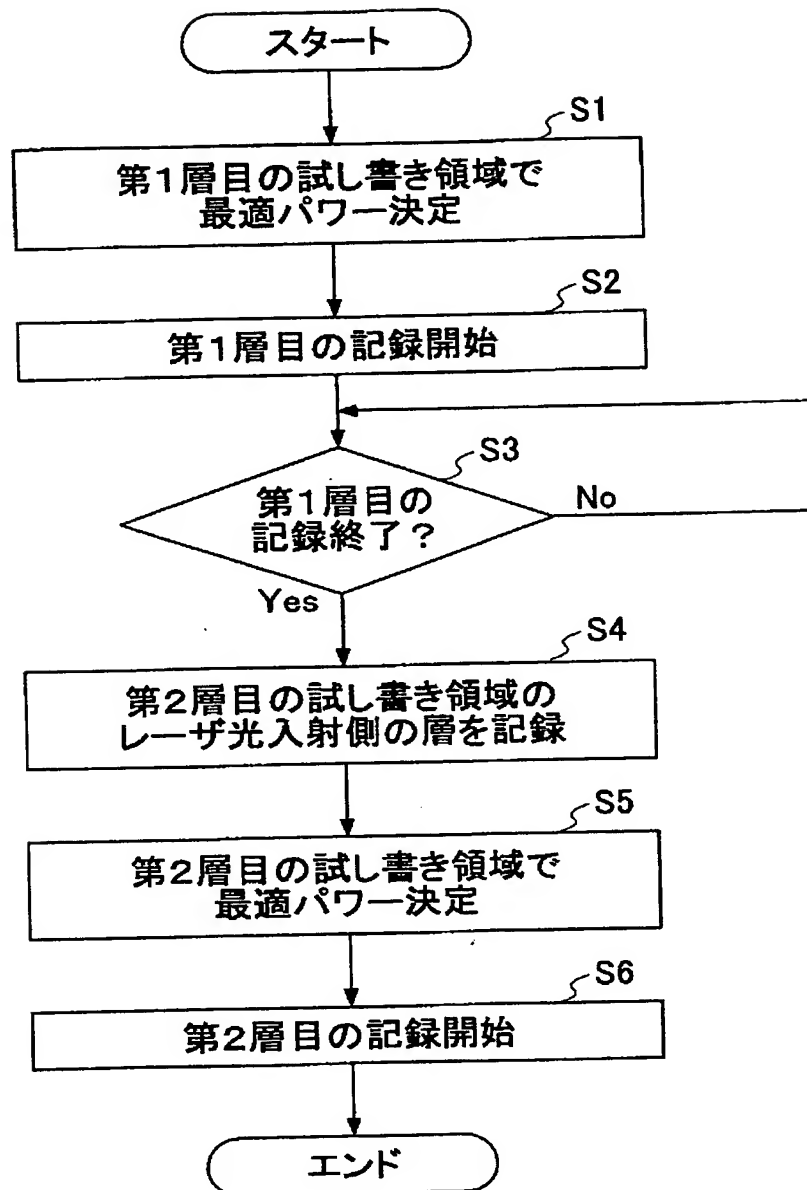 スタート
S1
第1層目の試し書き領域で
最適パワー決定
S2
第1層目の記録開始
S3
第1層目の
記録終了?
No
Yes
S4
第2層目の試し書き領域の
レーザ光入射側の層を記録
S5
第2層目の試し書き領域で
最適パワー決定
S6
第2層目の記録開始
エンド